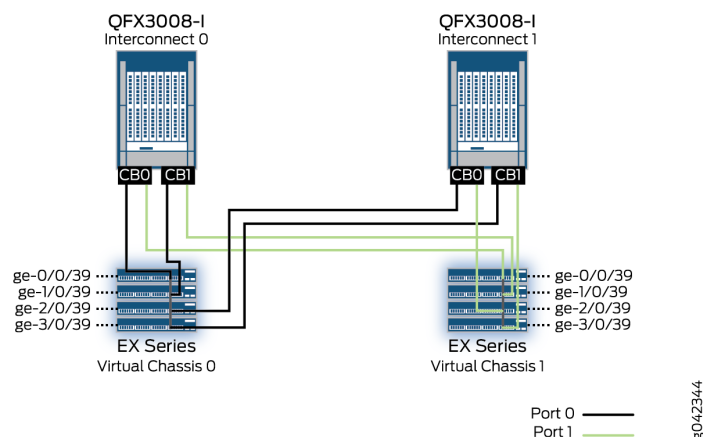 QFX3008-I
Interconnect 0
QFX3008-I
Interconnect 1
CB0
CB1
CB0
CB1
ge-0/0/39
ge-1/0/39
ge-2/0/39
ge-3/0/39
ge-0/0/39
ge-1/0/39
ge-2/0/39
ge-3/0/39
EX Series
Virtual Chassis 0
EX Series
Virtual Chassis 1
Port 0
Port 1
g042344